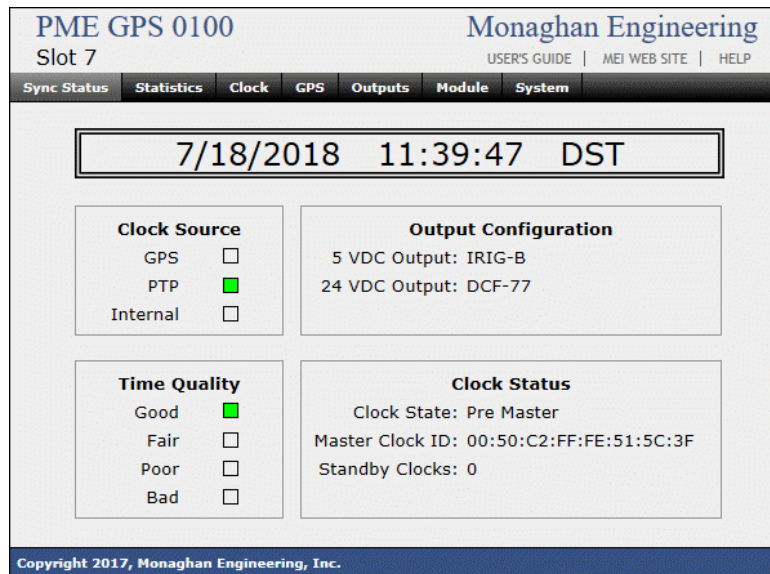 PME GPS 0100
Monaghan Engineering
Slot 7
USER'S GUIDE | MEI WEB SITE | HELP
Sync Status Statistics Clock GPS Outputs Module System
7/18/2018 11:39:47 DST
Clock Source
GPS
PTP
Internal
Output Configuration
5 VDC Output: IRIG-B
24 VDC Output: DCF-77
Time Quality
Good
Fair
Poor
Bad
Clock Status
Clock State: Pre Master
Master Clock ID: 00:50:C2:FF:FE:51:5C:3F
Standby Clocks: 0
Copyright 2017, Monaghan Engineering, Inc.